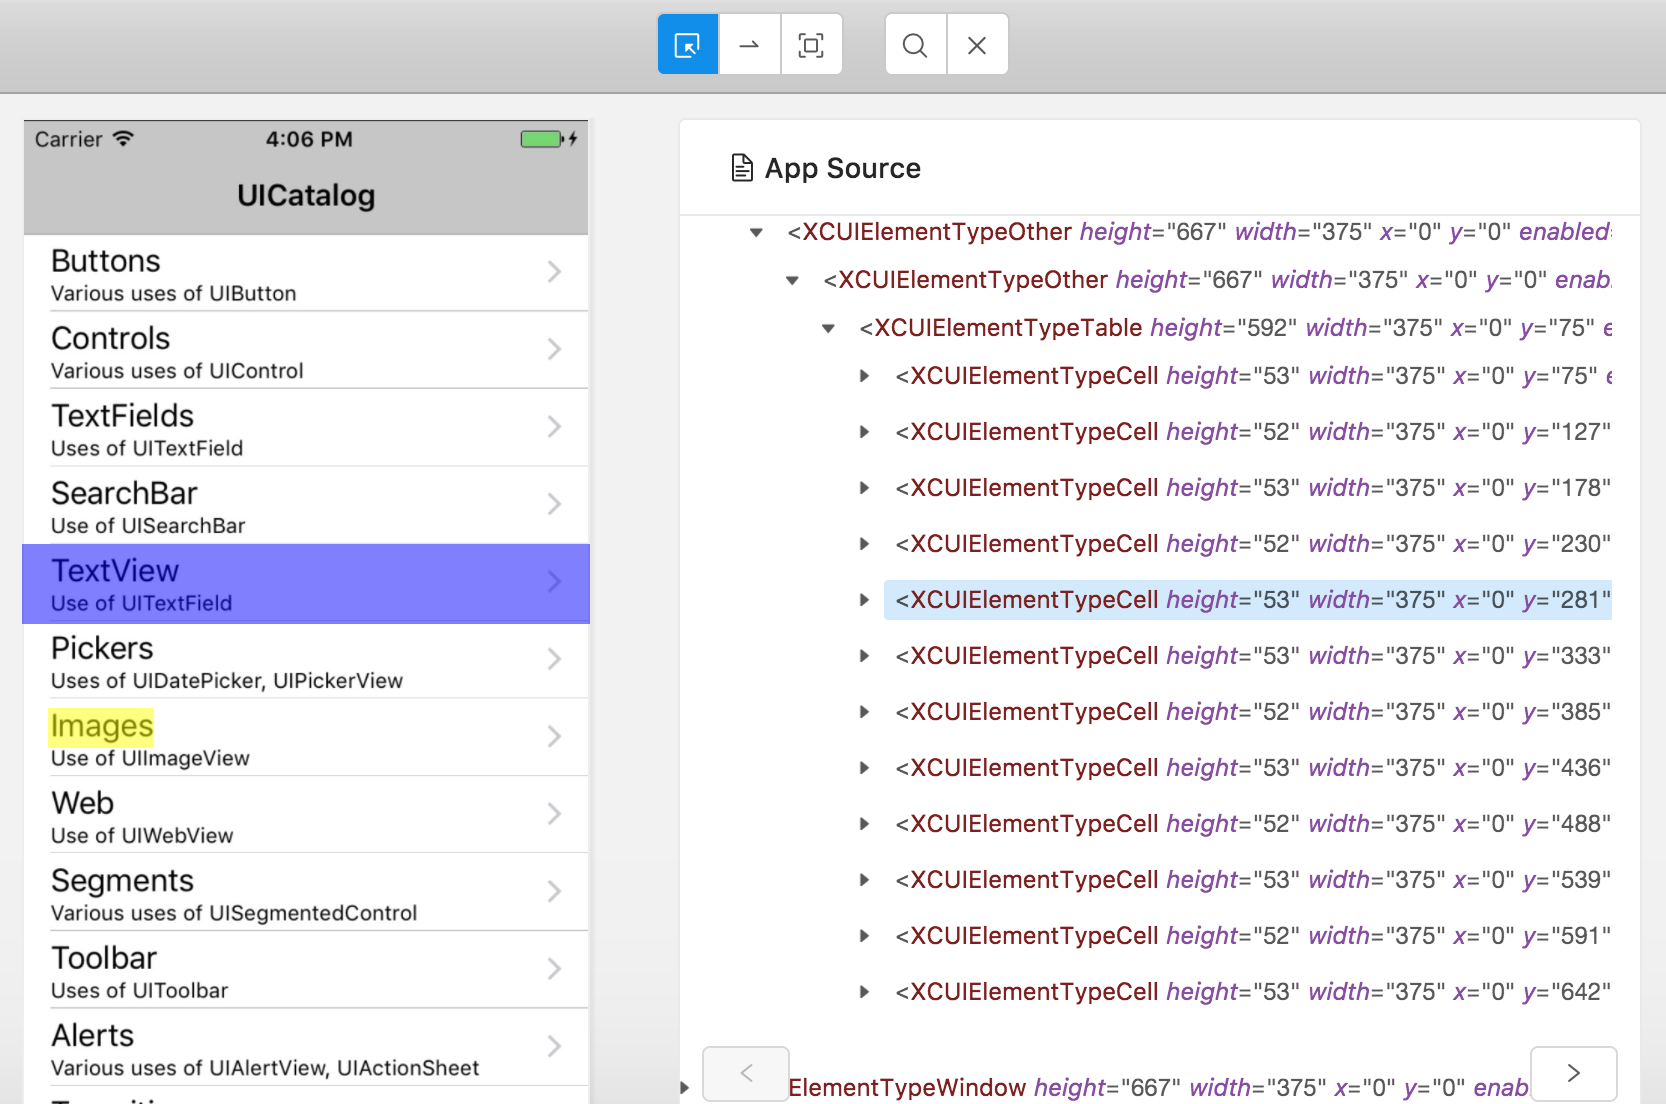 Carrier 4:06 PM
UICatalog
Buttons
Various uses of UIButton
Controls
Various uses of UIControl
TextFields
Uses of UITextField
SearchBar
Use of UISearchBar
TextView
Use of UITextField
Pickers
Uses of UIDatePicker, UIPickerView
Images
Use of UIImageView
Web
Use of UIWebView
Segments
Various uses of UISegmentedControl
Toolbar
Uses of UIToolbar
Alerts
Various uses of UIAlertView, UIActionSheet
App Source
<XCUIElementTypeOther height="667" width="375" x="0" y="0" enabled=
<XCUIElementTypeOther height="667" width="375" x="0" y="0" enab
<XCUIElementTypeTable height="592" width="375" x="0" y="75" e
<XCUIElementTypeCell height="53" width="375" x="0" y="75" e
<XCUIElementTypeCell height="52" width="375" x="0" y="127"
<XCUIElementTypeCell height="53" width="375" x="0" y="178"
<XCUIElementTypeCell height="52" width="375" x="0" y="230"
<XCUIElementTypeCell height="53" width="375" x="0" y="281"
<XCUIElementTypeCell height="53" width="375" x="0" y="333"
<XCUIElementTypeCell height="52" width="375" x="0" y="385"
<XCUIElementTypeCell height="53" width="375" x="0" y="436"
<XCUIElementTypeCell height="52" width="375" x="0" y="488"
<XCUIElementTypeCell height="53" width="375" x="0" y="539"
<XCUIElementTypeCell height="52" width="375" x="0" y="591"
<XCUIElementTypeCell height="53" width="375" x="0" y="642"
ElementTypeWindow height="667" width="375" x="0" y="0" enab